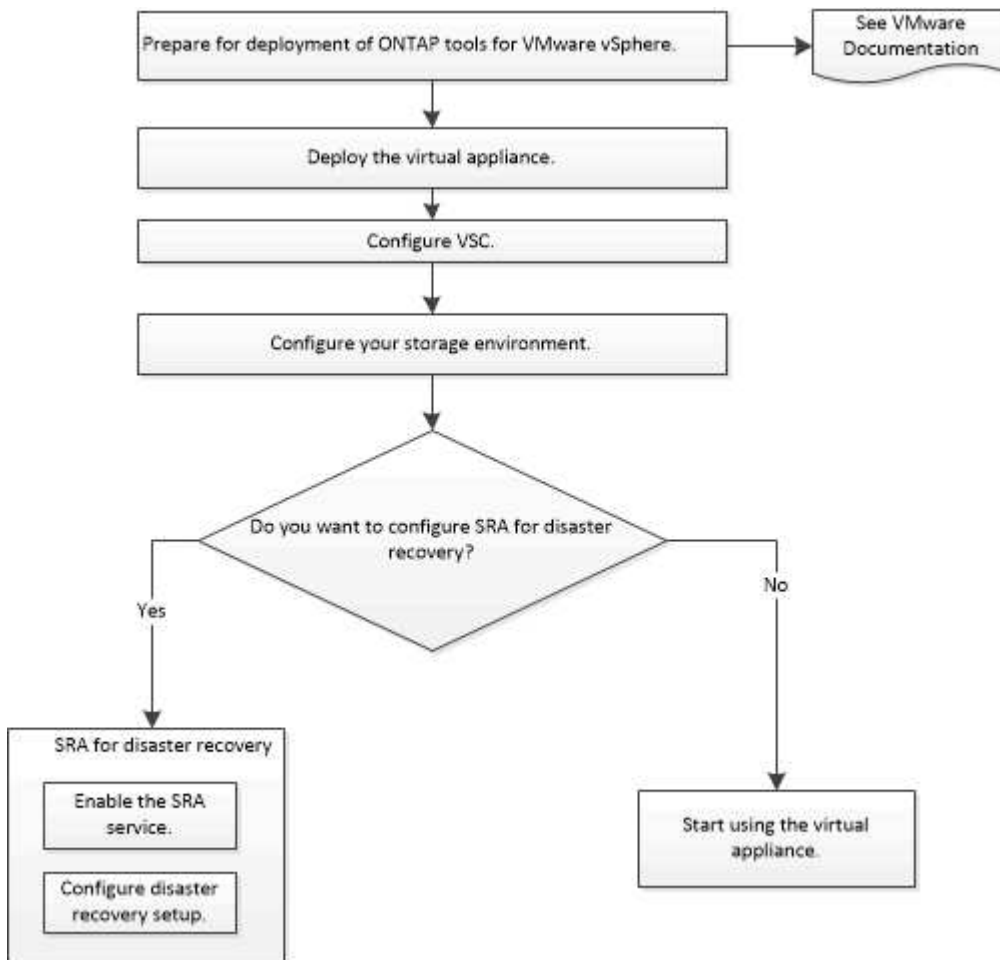 Prepare for deployment of ONTAP tools for VMware vSphere.
See VMware
Documentation
Deploy the virtual appliance.
Configure VSC.
Configure your storage environment.
Do you want to configure SRA for disaster
recovery?
Yes
No
SRA for disaster recovery
Enable the SRA
service.
Configure disaster
recovery setup.
Start using the virtual
appliance.